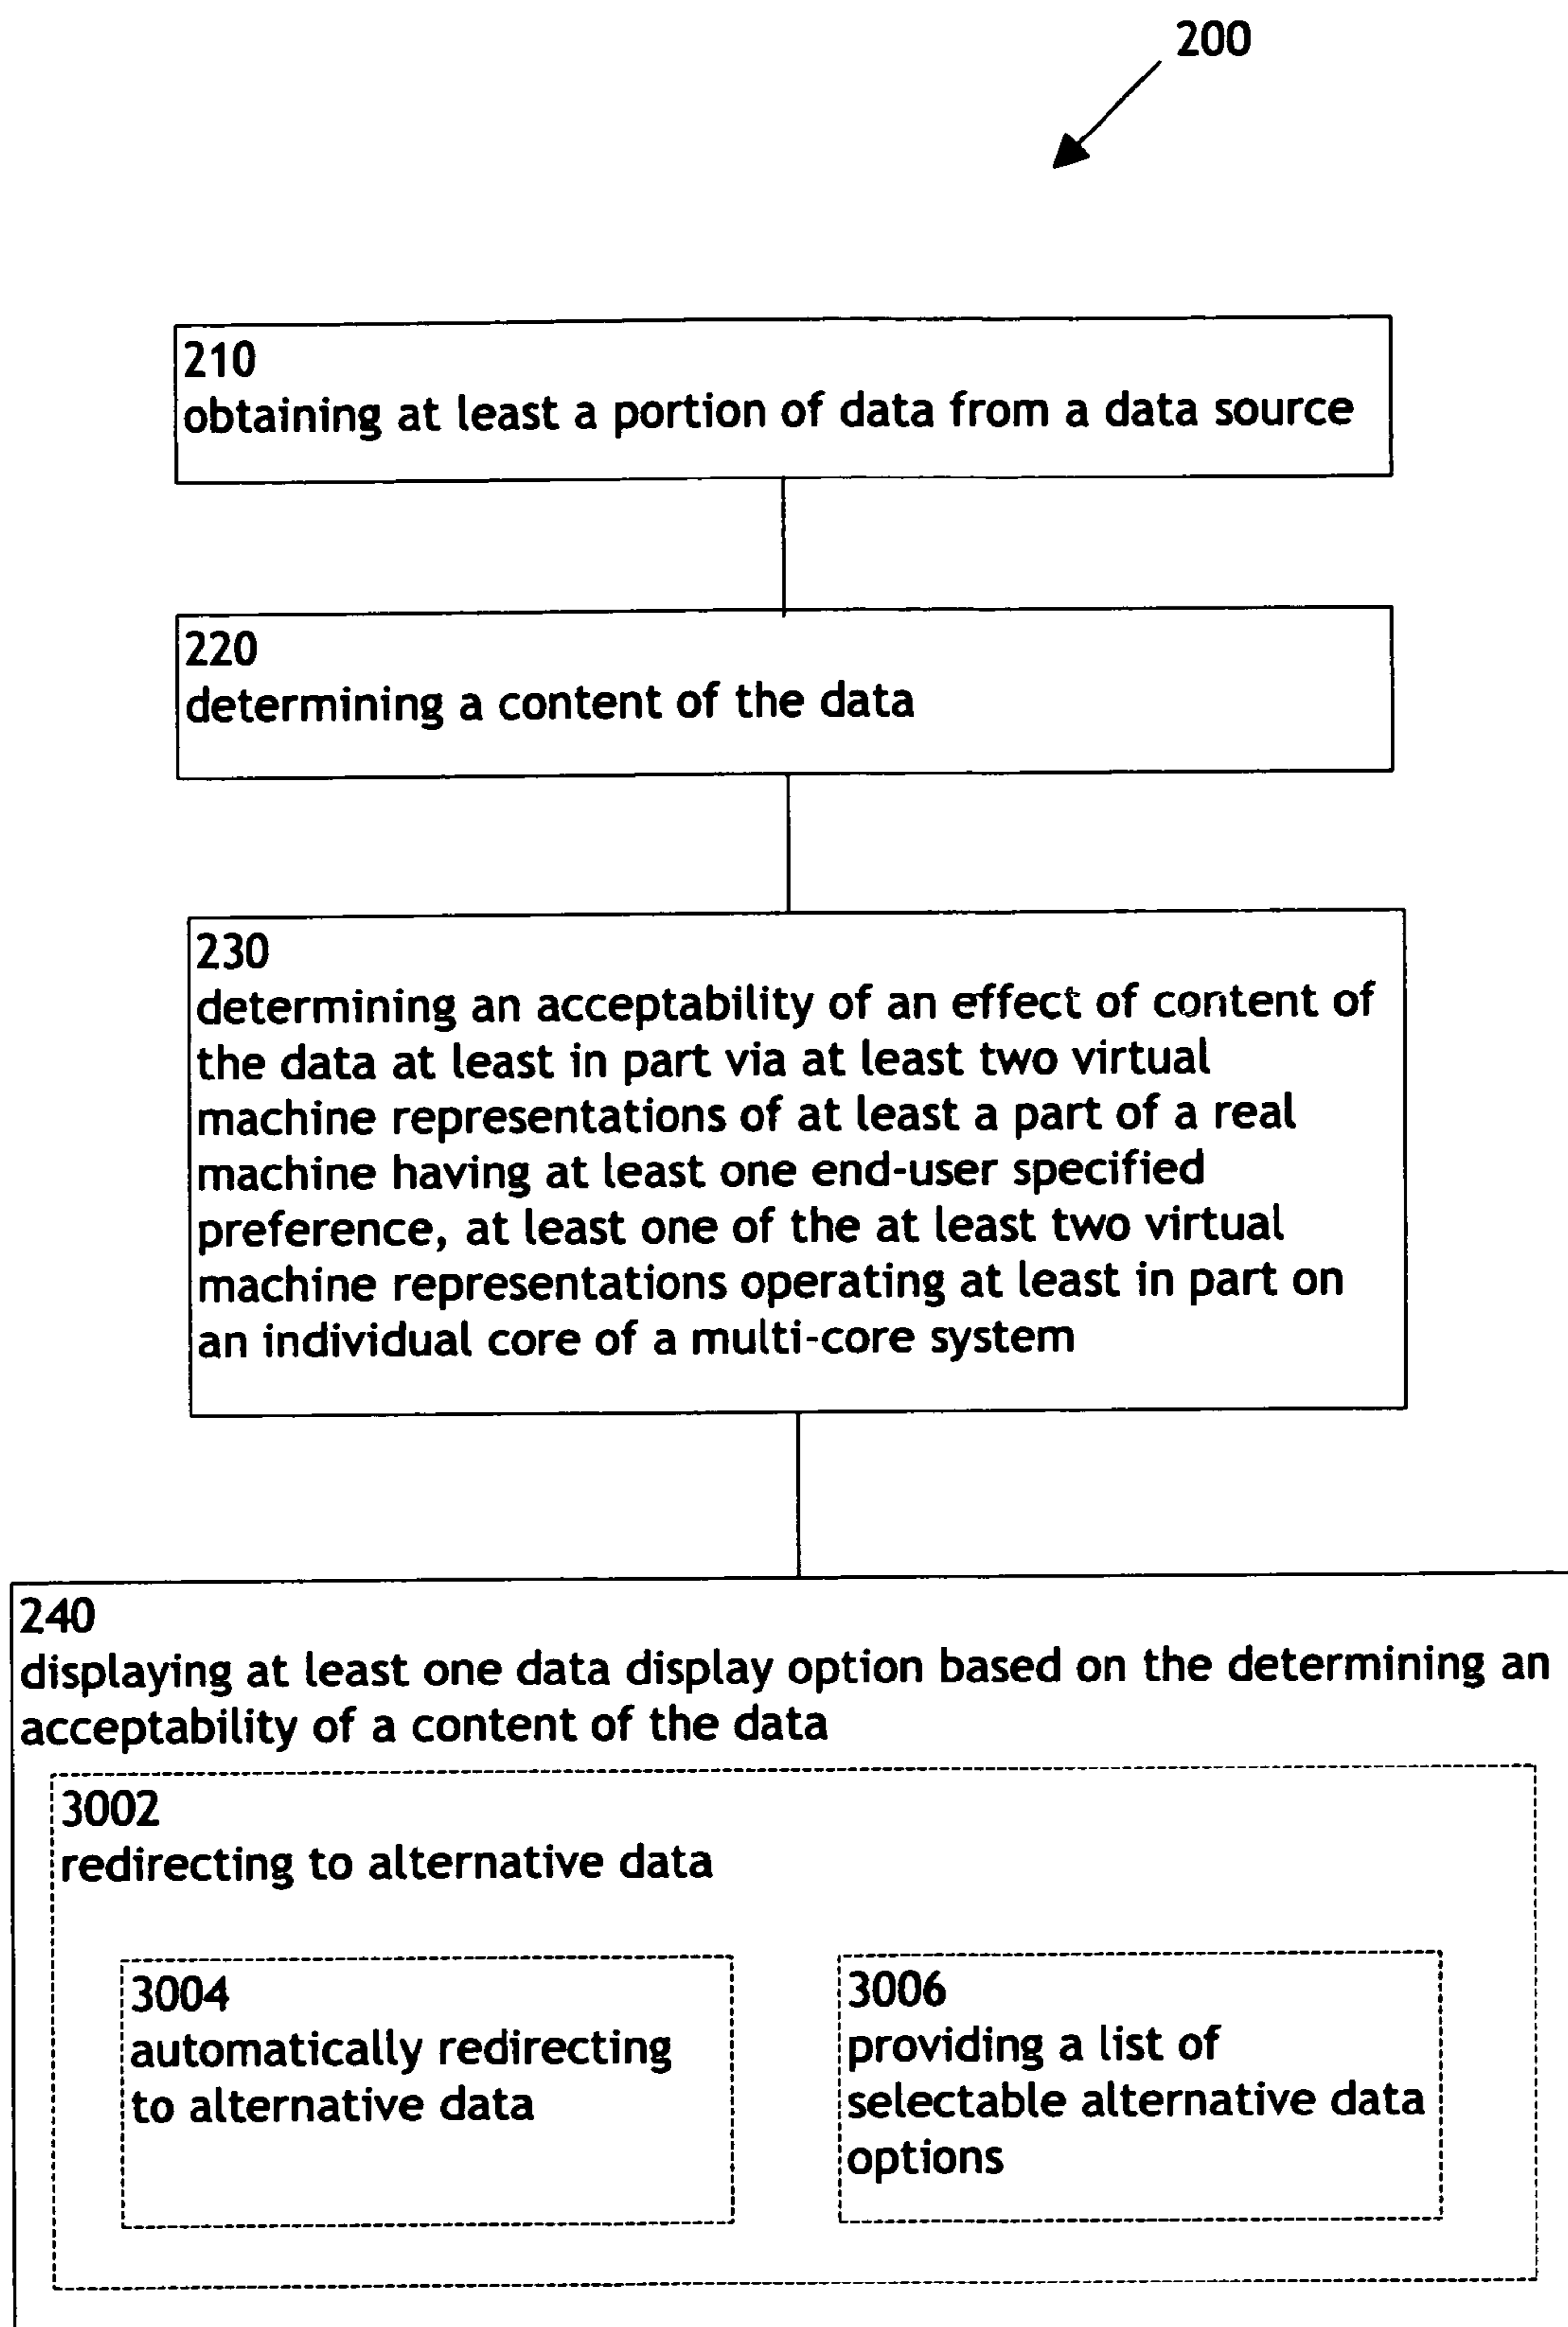 200
210
obtaining at least a portion of data from a data source
220
determining a content of the data
230
determining an acceptability of an effect of content of
the data at least in part via at least two virtual
machine representations of at least a part of a real
machine having at least one end-user specified
preference, at least one of the at least two virtual
machine representations operating at least in part on
an individual core of a multi-core system
240
displaying at least one data display option based on the determining an
acceptability of a content of the data
3002
redirecting to alternative data
3004
automatically redirecting
to alternative data
3006
providing a list of
selectable alternative data
options